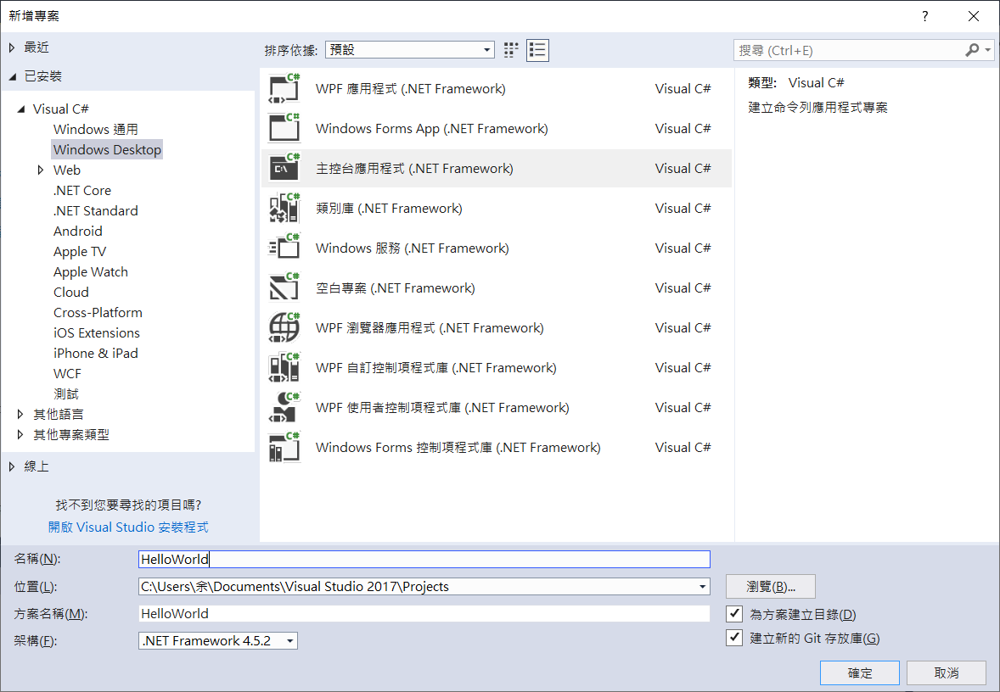 新增專案
?
最近
已安裝
Visual C#
Windows 通用
Windows Desktop
Web
.NET Core
.NET Standard
Android
Apple TV
Apple Watch
Cloud
Cross-Platform
iOS Extensions
iPhone & iPad
WCF
測試
其他語言
其他專案類型
線上
找不到您要尋找的項目嗎?
開啟 Visual Studio 安裝程式
排序依據: 預設
WPF 應用程式 (.NET Framework) Visual C#
Windows Forms App (.NET Framework) Visual C#
主控台應用程式 (.NET Framework) Visual C#
類別庫 (.NET Framework) Visual C#
Windows 服務 (.NET Framework) Visual C#
空白專案 (.NET Framework) Visual C#
WPF 瀏覽器應用程式 (.NET Framework) Visual C#
WPF 自訂控制項程式庫 (.NET Framework) Visual C#
WPF 使用者控制項程式庫 (.NET Framework) Visual C#
Windows Forms 控制項程式庫 (.NET Framework) Visual C#
搜尋 (Ctrl+E)
類型: Visual C#
建立命令列應用程式專案
名稱(N): HelloWorld
位置(L): C:\Users\余\Documents\Visual Studio 2017\Projects
瀏覽(B)...
方案名稱(M): HelloWorld
為方案建立目錄(D)
架構(F): .NET Framework 4.5.2
建立新的 Git 存放庫(G)
確定
取消